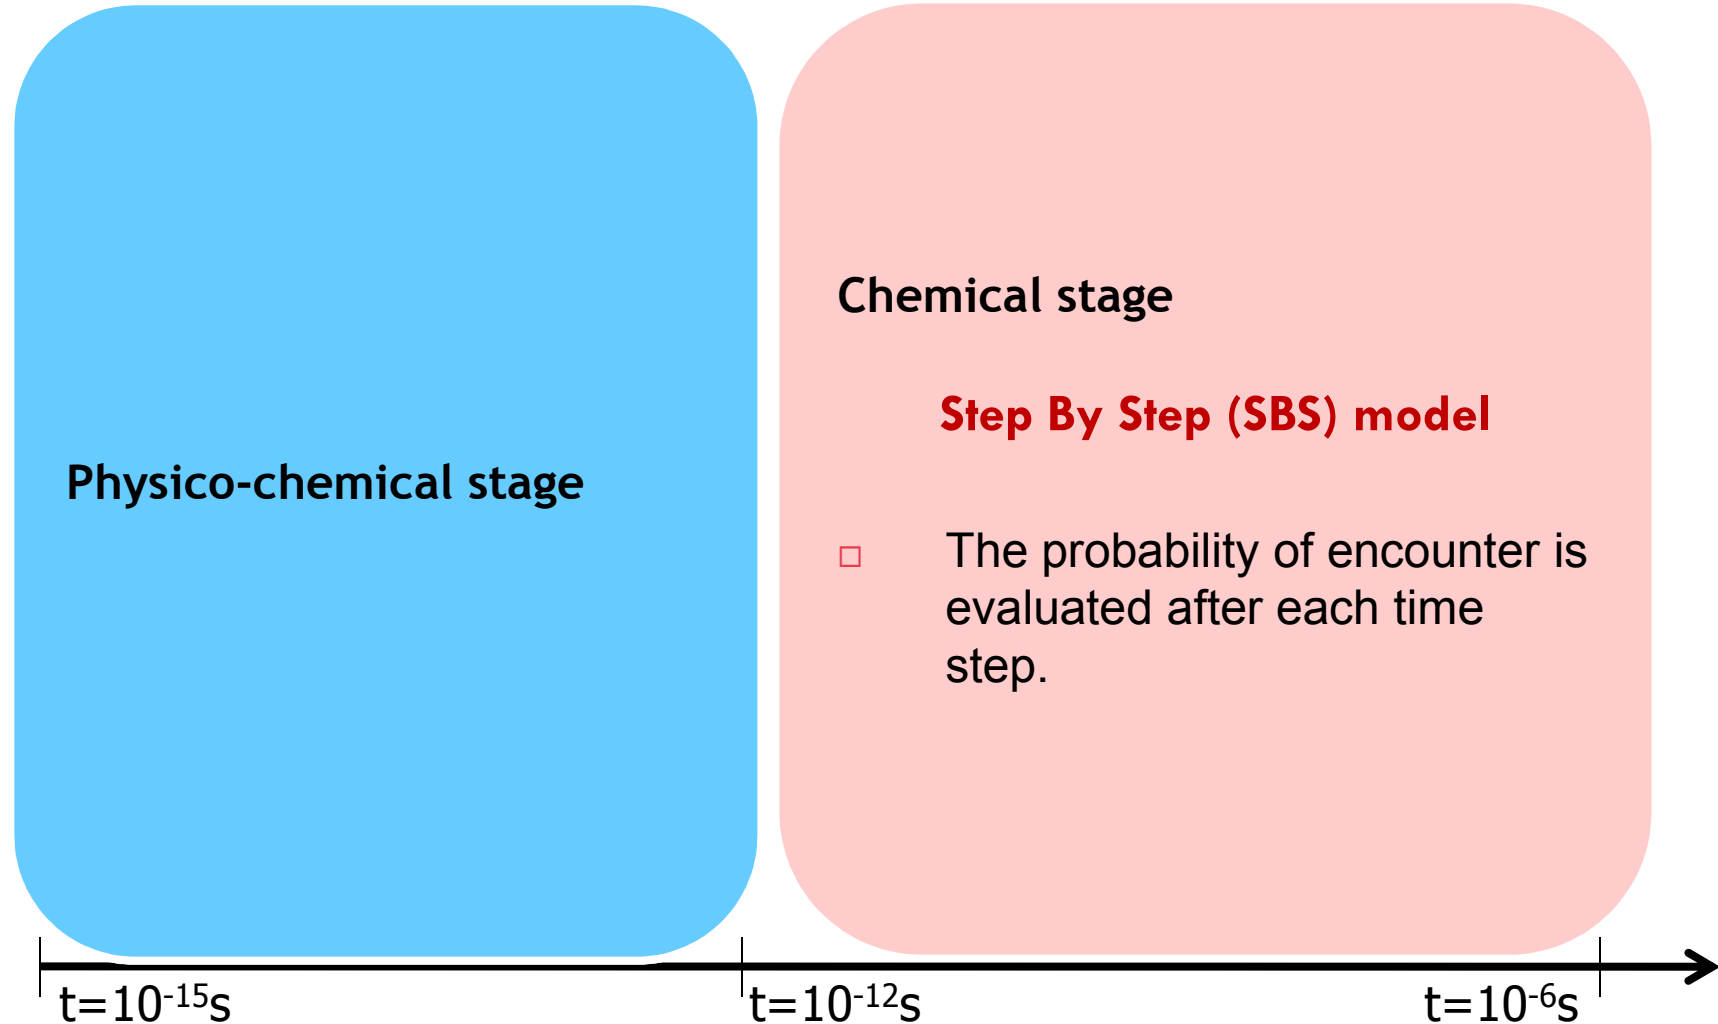 Physico-chemical stage
Chemical stage
Step By Step (SBS) model
The probability of encounter is
evaluated after each time
step.
t=10⁻¹⁵s
t=10⁻¹²s
t=10⁻⁶s